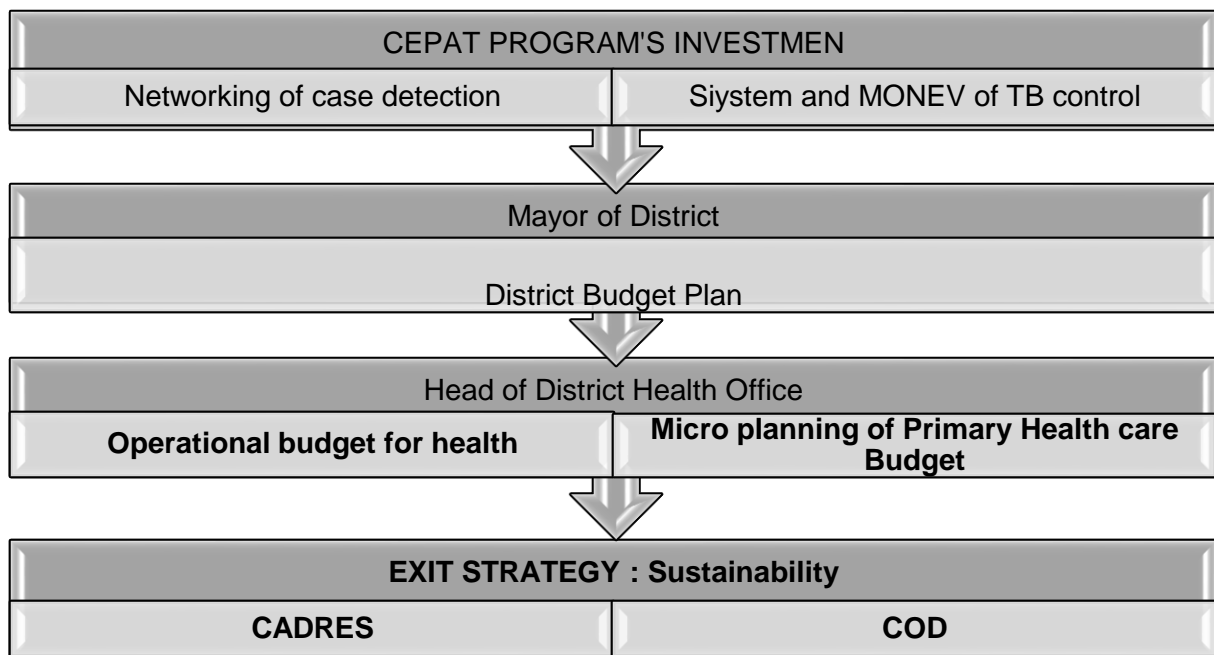 CEPAT PROGRAM'S INVESTMEN
Networking of case detection
Siystem and MONEV of TB control
Mayor of District
District Budget Plan
Head of District Health Office
Operational budget for health
Micro planning of Primary Health care
Budget
EXIT STRATEGY : Sustainability
CADRES
COD